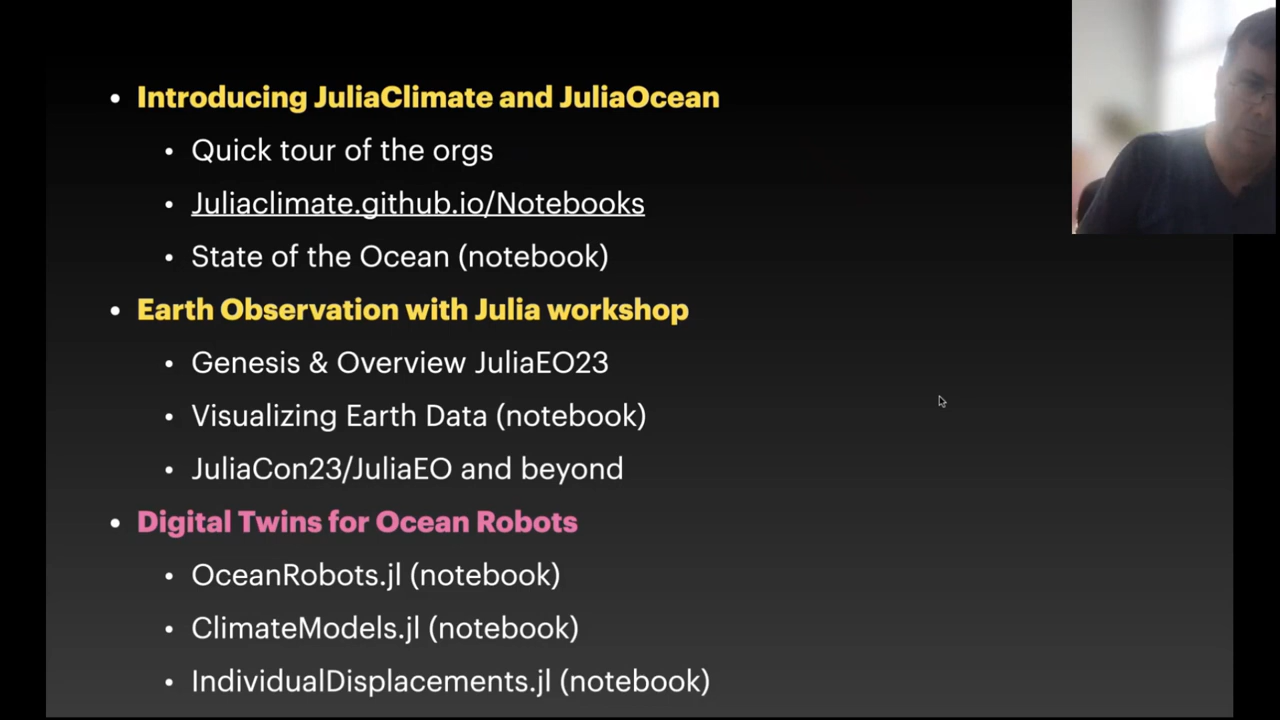 • Introducing JuliaClimate and JuliaOcean
• Quick tour of the orgs
• Juliaclimate.github.io/Notebooks
• State of the Ocean (notebook)
• Earth Observation with Julia workshop
• Genesis & Overview JuliaEO23
• Visualizing Earth Data (notebook)
• JuliaCon23/JuliaEO and beyond
• Digital Twins for Ocean Robots
• OceanRobots.jl (notebook)
• ClimateModels.jl (notebook)
• IndividualDisplacements.jl (notebook)